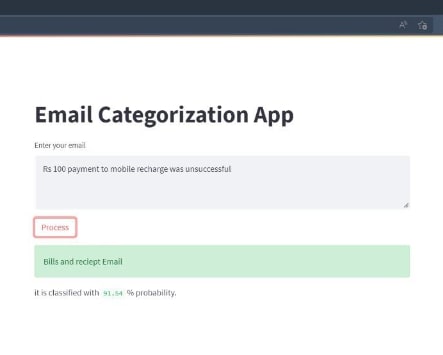 Email Categorization App
Enter your email
Rs 100 payment to mobile recharge was unsuccessful
Process
Bills and reciept Email
it is classified with 91.54 % probability.